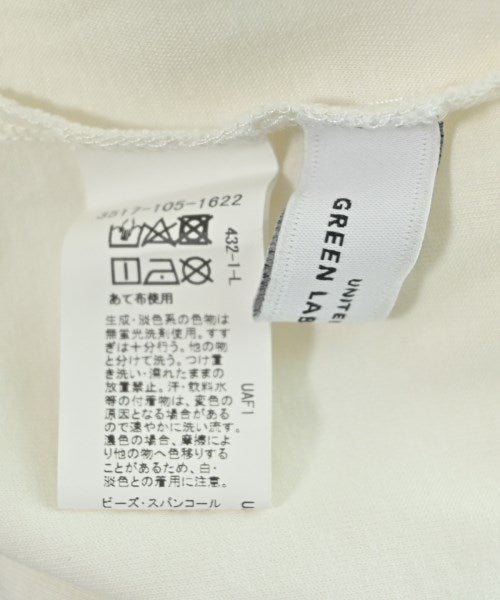 3517-105-1622
432-1-L
あて布使用
生成・淡色系の色物は
無蛍光洗剤使用。すす
ぎは十分行う。他の物
と分けて洗う。つけ置
き洗い・濡れたままの
放置禁止。汗・飲料水
等の付着物は、変色の
原因となる場合がある
ので速やかに洗い流す。
濃色の場合、摩擦によ
り他の物へ色移りする
ことがあるため、白・
淡色との着用に注意。
ビーズ・スパンコール
UAF1
U
UNITE
GREEN LAB